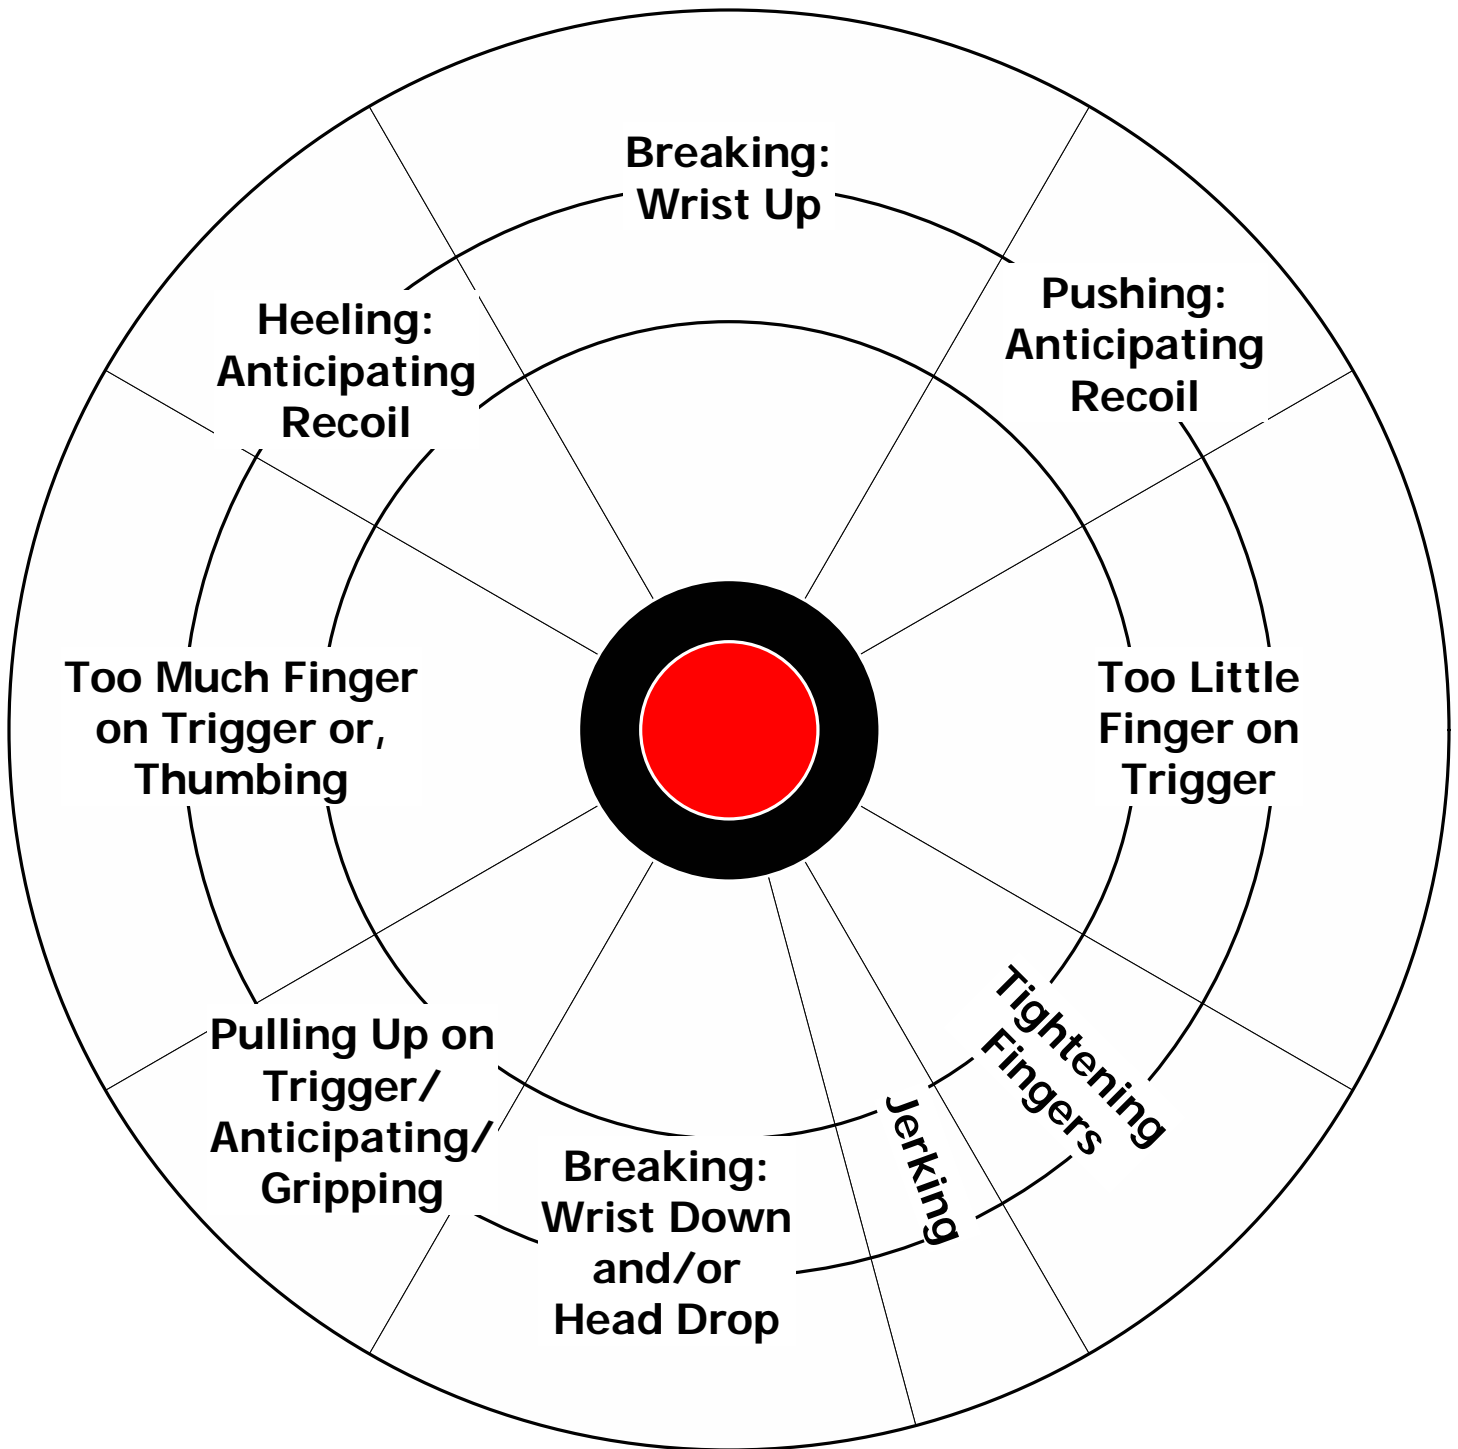 Breaking:
Wrist Up
Pushing:
Anticipating
Recoil
Heeling:
Anticipating
Recoil
Too Much Finger
on Trigger or,
Thumbing
Too Little
Finger on
Trigger
Tightening
Fingers
Jerking
Pulling Up on
Trigger/
Anticipating/
Gripping
Breaking:
Wrist Down
and/or
Head Drop